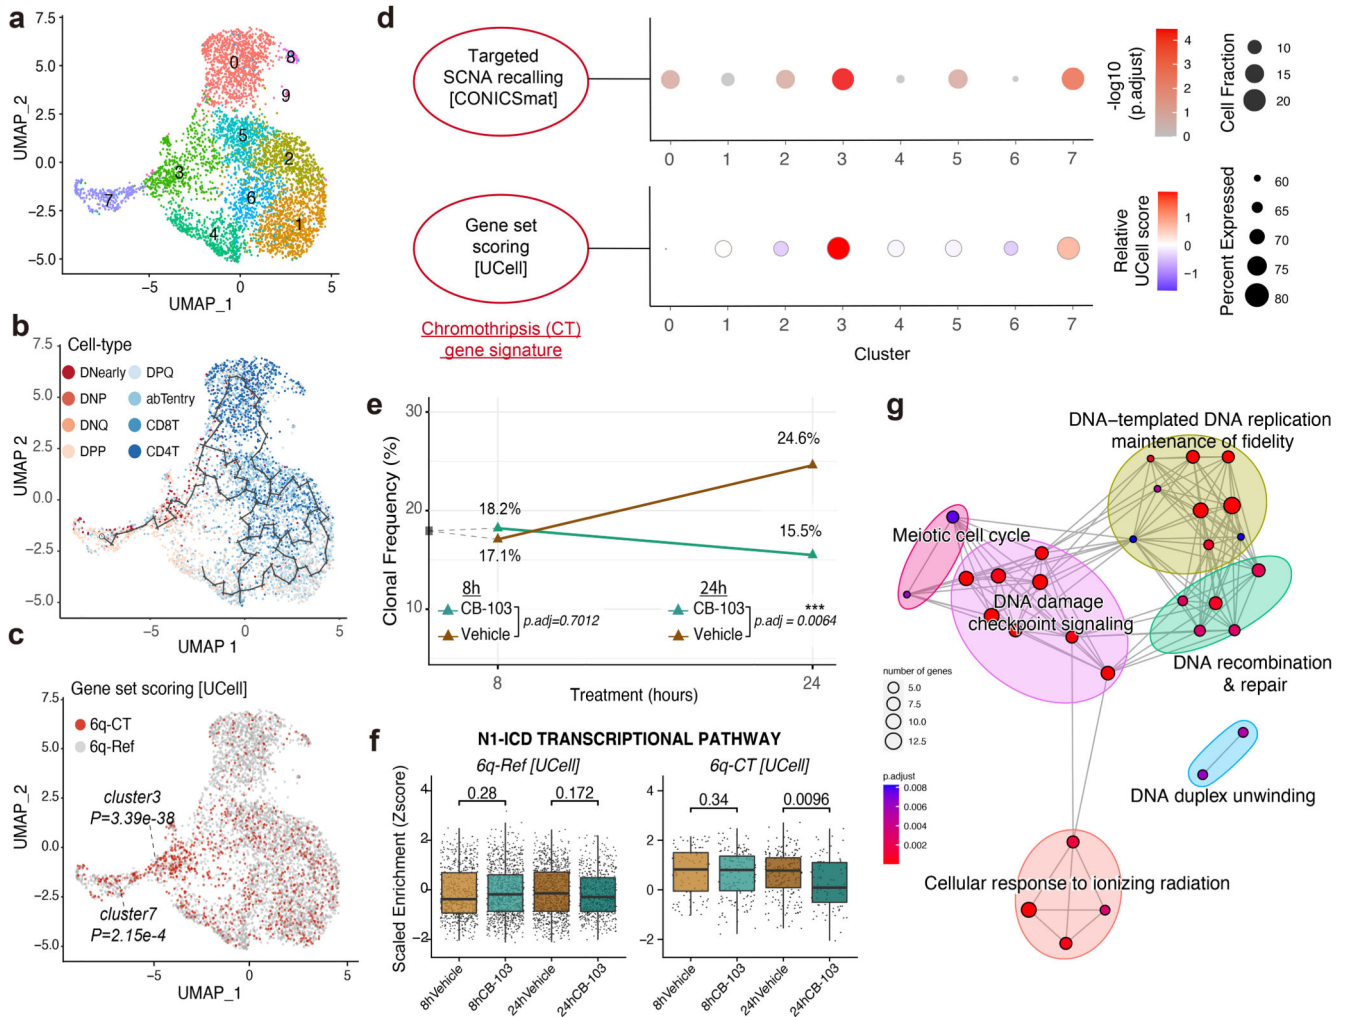 a
7.5
5.0
2.5
0.0
−2.5
−5.0
UMAP_2
−5
0
5
UMAP_1
0
8
9
5
2
3
6
7
4
1
b
Cell-type
DNearly
DPQ
DNP
abTentry
DNQ
CD8T
DPP
CD4T
7.5
5.0
2.5
0.0
−2.5
−5.0
UMAP 2
−5
0
5
UMAP 1
c
Gene set scoring [UCell]
6q-CT
6q-Ref
7.5
5.0
2.5
0.0
−2.5
−5.0
UMAP_2
cluster3
P=3.39e-38
cluster7
P=2.15e-4
−5
0
5
UMAP_1
d
Targeted
SCNA recalling
[CONICSmat]
0 1 2 3 4 5 6 7
-log10
(p.adjust)
4
3
2
1
0
Cell Fraction
10
15
20
Gene set
scoring
[UCell]
Chromothripsis (CT)
gene signature
0 1 2 3 4 5 6 7
Cluster
Relative
UCell score
1
0
−1
Percent Expressed
60
65
70
75
80
e
Clonal Frequency (%)
30
20
10
18.2%
17.1%
24.6%
15.5%
8h
CB-103
Vehicle
p.adj=0.7012
24h
CB-103
Vehicle
***
p.adj = 0.0064
8
24
Treatment (hours)
f
N1-ICD TRANSCRIPTIONAL PATHWAY
6q-Ref [UCell]
6q-CT [UCell]
Scaled Enrichment (Zscore)
4
2
0
−2
0.28
0.172
8hVehicle
8hCB-103
24hVehicle
24hCB-103
4
2
0
−2
0.34
0.0096
8hVehicle
8hCB-103
24hVehicle
24hCB-103
g
DNA−templated DNA replication
maintenance of fidelity
Meiotic cell cycle
DNA damage
checkpoint signaling
DNA recombination
& repair
DNA duplex unwinding
Cellular response to ionizing radiation
number of genes
5.0
7.5
10.0
12.5
p.adjust
0.008
0.006
0.004
0.002